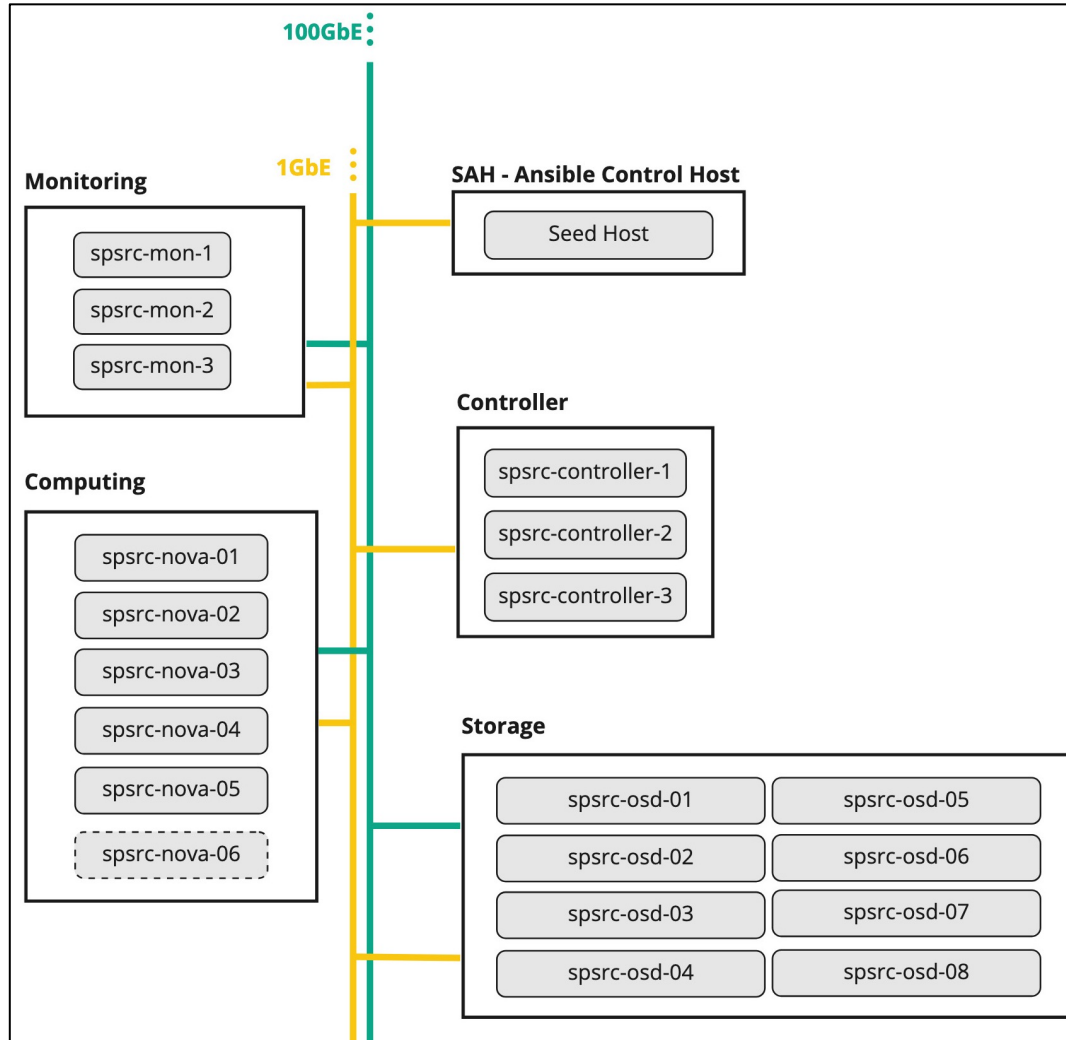 100GbE
1GbE
Monitoring
spsrc-mon-1
spsrc-mon-2
spsrc-mon-3
SAH - Ansible Control Host
Seed Host
Controller
spsrc-controller-1
spsrc-controller-2
spsrc-controller-3
Computing
spsrc-nova-01
spsrc-nova-02
spsrc-nova-03
spsrc-nova-04
spsrc-nova-05
spsrc-nova-06
Storage
spsrc-osd-01
spsrc-osd-02
spsrc-osd-03
spsrc-osd-04
spsrc-osd-05
spsrc-osd-06
spsrc-osd-07
spsrc-osd-08